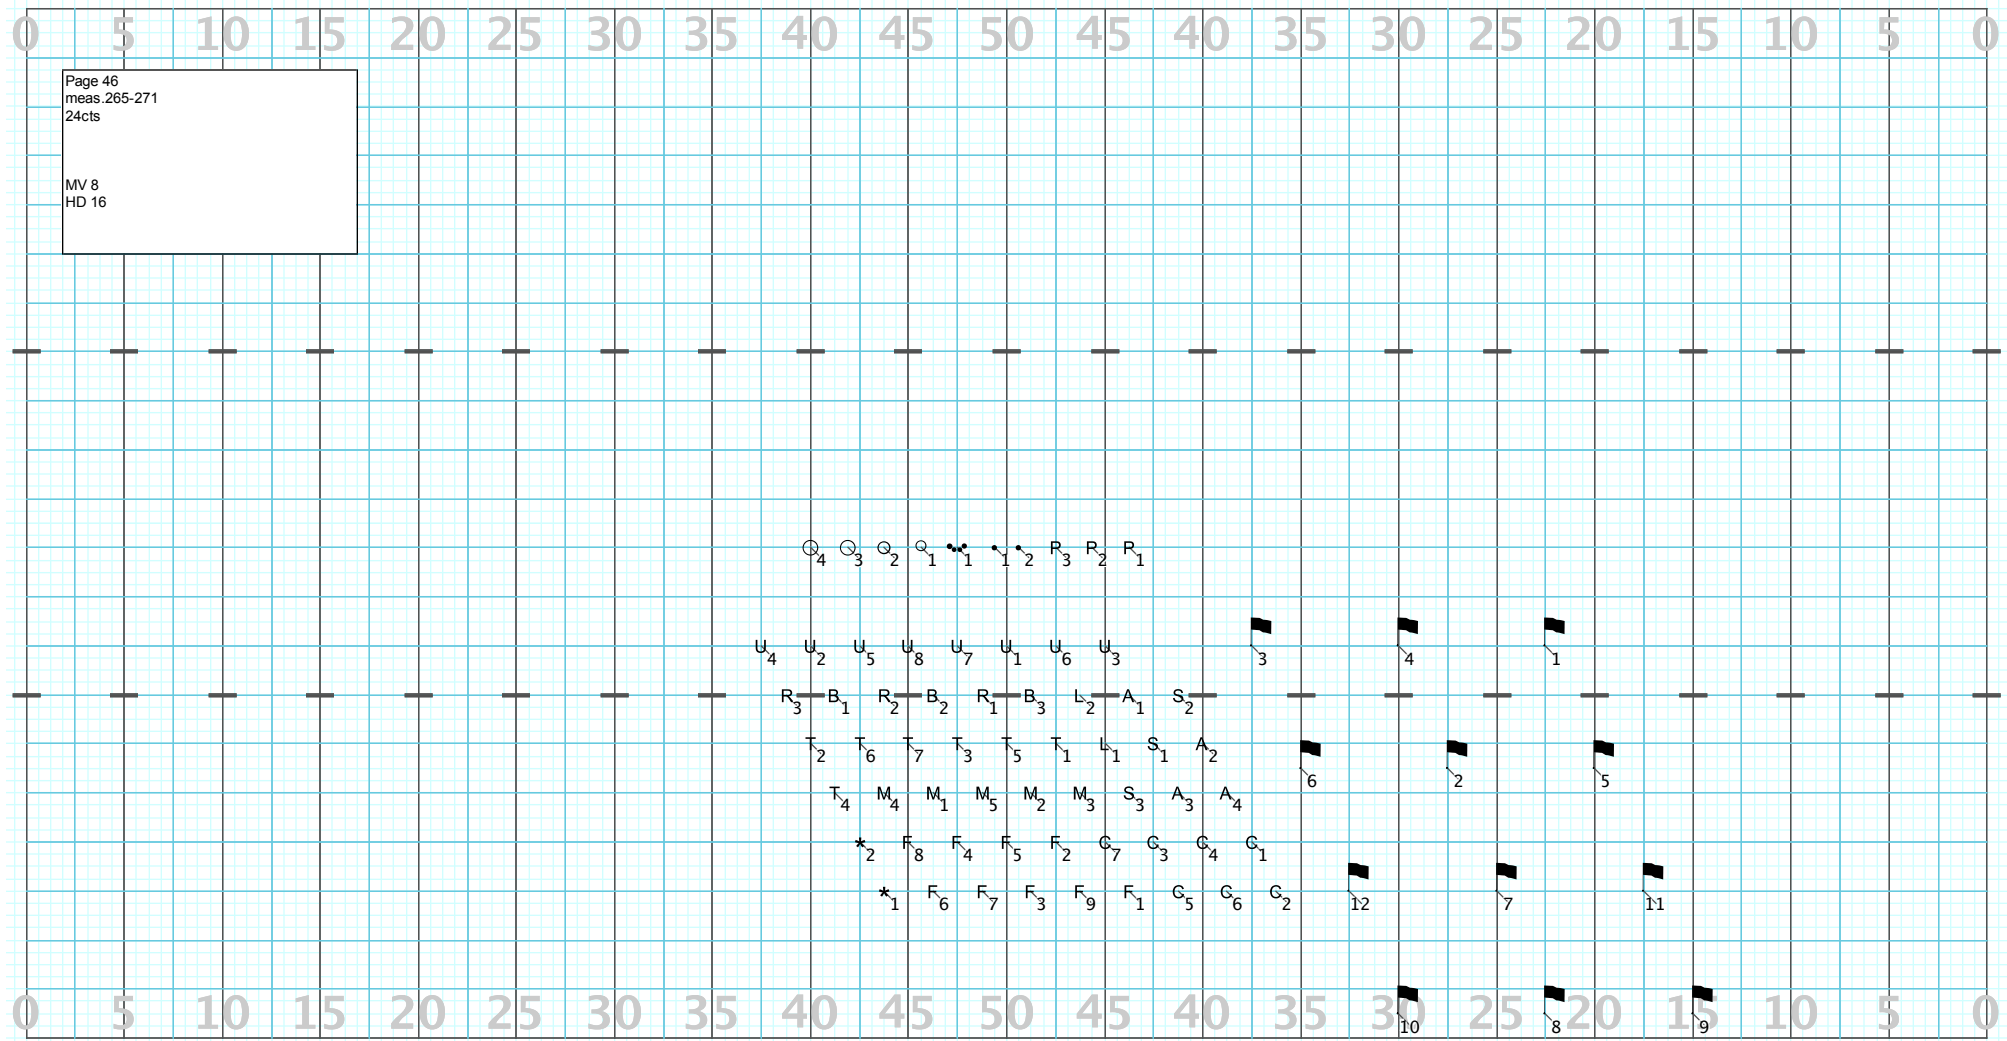 0 5 10 15 20 25 30 35 40 45 50 45 40 35 30 25 20 15 10 5 0
Page 46
meas.265-271
24cts
MV 8
HD 16
4 3 2 1 1 1 2 R3 R2 R1
3 4 1
U4 U2 U5 U8 U7 U1 U6 U3
R3 B1 R2 B2 R1 B3 L2 A1 S2
T2 T6 T7 T3 T5 T1 L1 S1 A2
6 2 5
T4 M4 M1 M5 M2 M3 S3 A3 A4
*2 F8 F4 F5 F2 C7 C3 C4 C1
*1 F6 F7 F3 F9 F1 C5 C6 C2
12 7 11
0 5 10 15 20 25 30 35 40 45 50 45 40 35 30 25 20 15 10 5 0
10 8 9